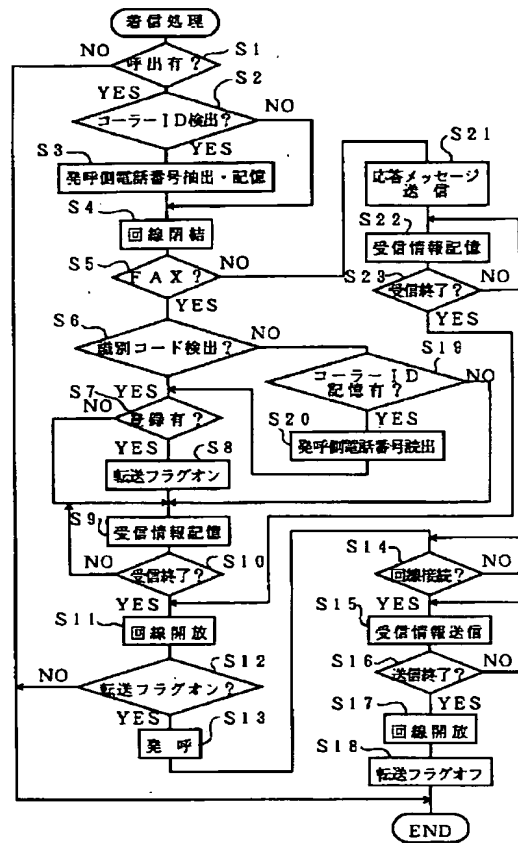 着信処理
NO
S1
呼出有？
YES
S2
コーラーＩＤ検出？
NO
S3
YES
発呼側電話番号抽出・記憶
S4
回線閉結
S5
ＦＡＸ？
NO
YES
S6
識別コード検出？
NO
S7
YES
NO
登録有？
YES
S8
転送フラグオン
S9
受信情報記憶
NO
受信終了？
S10
YES
S11
回線開放
NO
転送フラグオン？
S12
YES
S13
発呼
S21
応答メッセージ
送信
S22
受信情報記憶
S23
受信終了？
NO
YES
S19
コーラーＩＤ
記憶有？
NO
S20
YES
発呼側電話番号読出
S14
回線接続？
NO
YES
S15
受信情報送信
S16
送信終了？
NO
YES
S17
回線開放
S18
転送フラグオフ
END